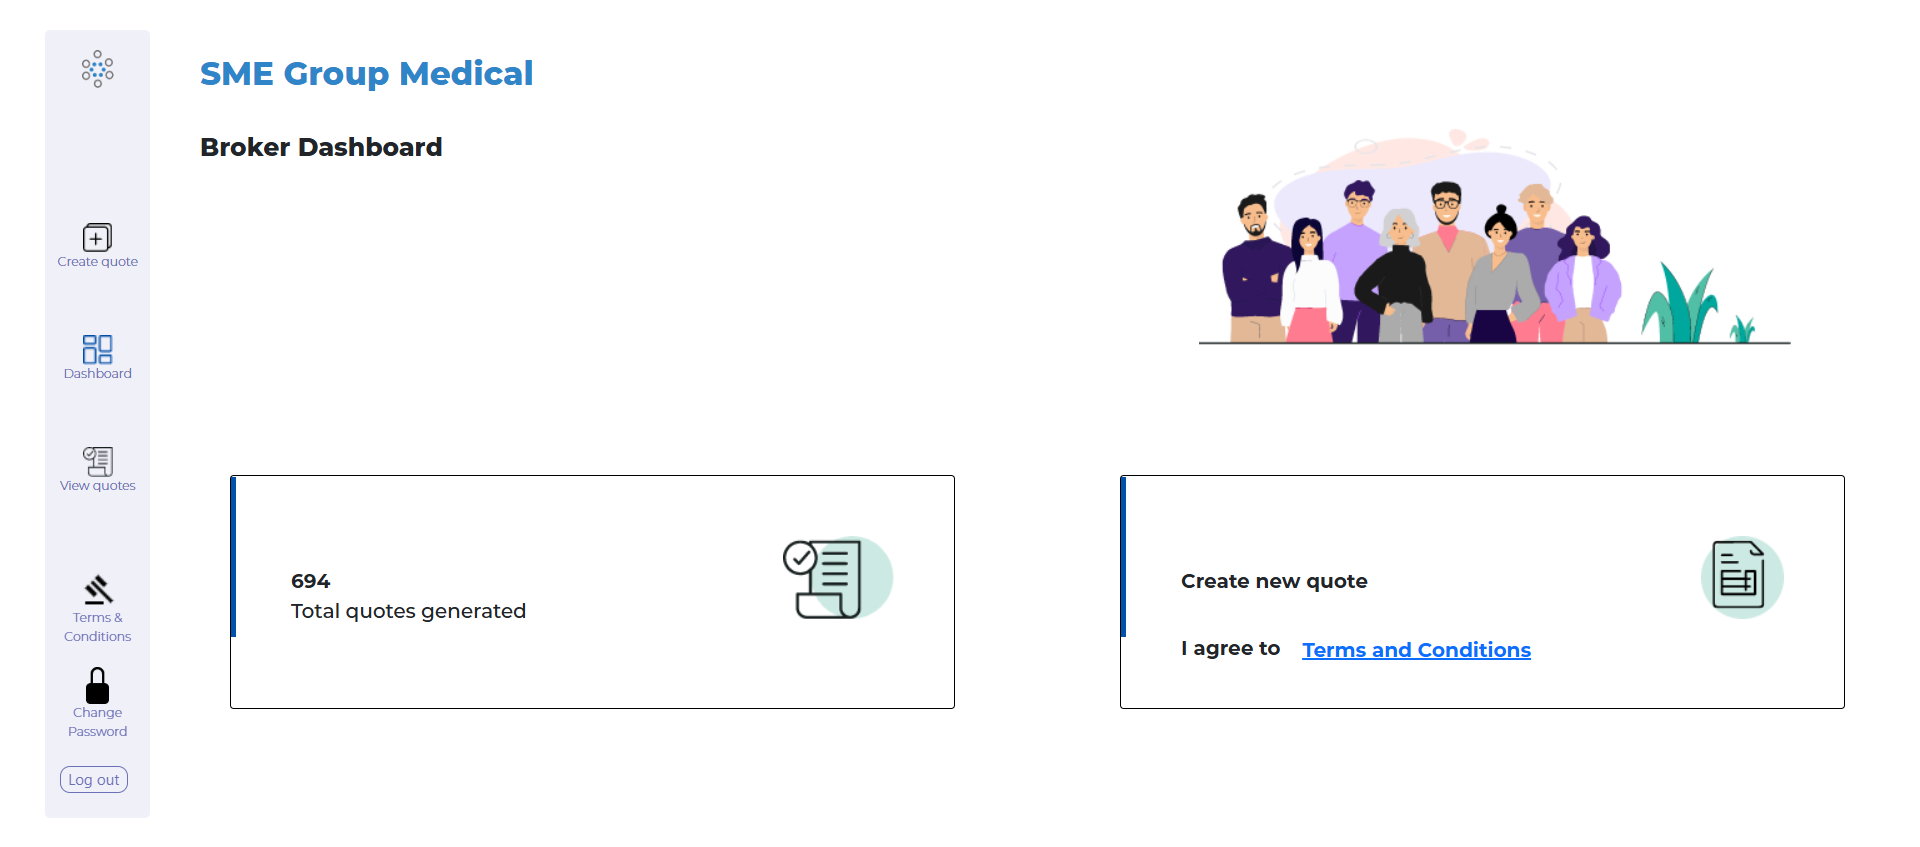 SME Group Medical
Broker Dashboard
Create quote
Dashboard
View quotes
Terms &
Conditions
Change
Password
Log out
694
Total quotes generated
Create new quote
I agree to Terms and Conditions